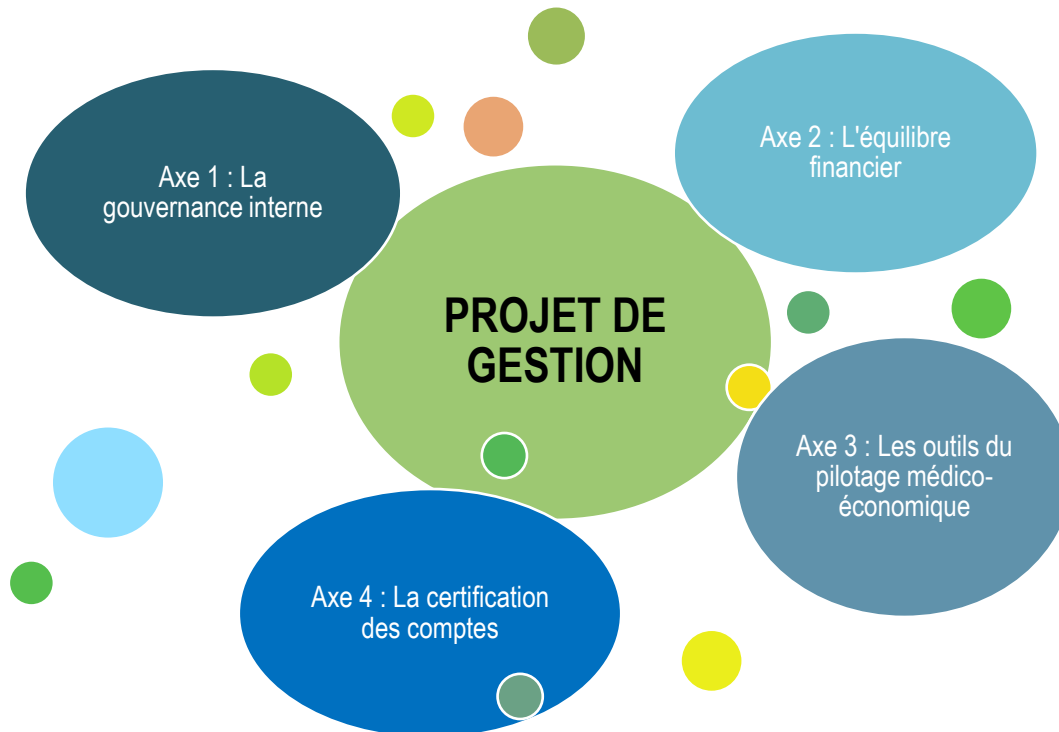 Axe 1 : La
gouvernance interne
Axe 2 : L'équilibre
financier
PROJET DE
GESTION
Axe 3 : Les outils du
pilotage médico-
économique
Axe 4 : La certification
des comptes